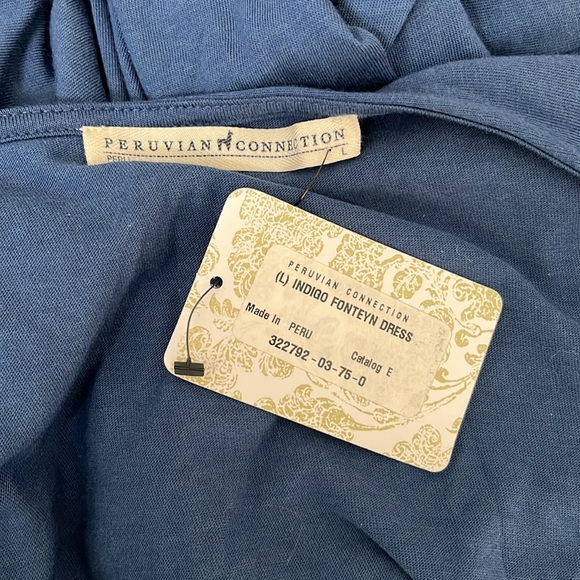 PERUVIAN CONNECTION
PERU L
PERUVIAN CONNECTION
(L) INDIGO FONTEYN DRESS
Made In PERU Catalog E
322792-03-75-0